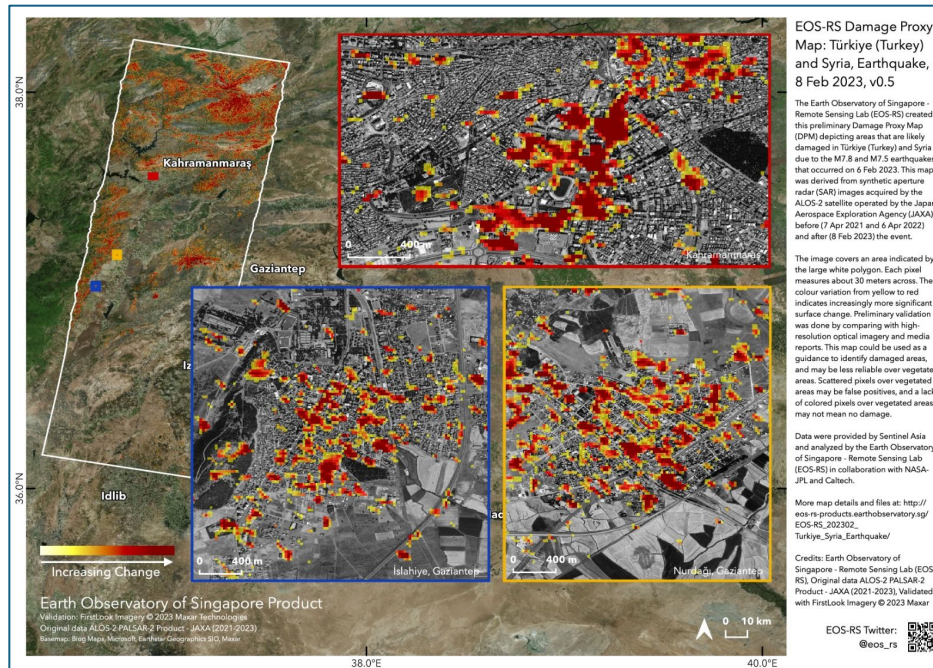 EOS-RS Damage Proxy
Map: Türkiye (Turkey)
and Syria, Earthquake,
8 Feb 2023, v0.5
The Earth Observatory of Singapore -
Remote Sensing Lab (EOS-RS) created
this preliminary Damage Proxy Map
(DPM) depicting areas that are likely
damaged in Türkiye (Turkey) and Syria
due to the M7.8 and M7.5 earthquakes
that occurred on 6 Feb 2023. This map
was derived from synthetic aperture
radar (SAR) images acquired by the
ALOS-2 satellite operated by the Japan
Aerospace Exploration Agency (JAXA)
before (7 Apr 2021 and 6 Apr 2022)
and after (8 Feb 2023) the event.
The image covers an area indicated by
the large white polygon. Each pixel
measures about 30 meters across. The
colour variation from yellow to red
indicates increasingly more significant
surface change. Preliminary validation
was done by comparing with high-
resolution optical imagery and media
reports. This map could be used as a
guidance to identify damaged areas,
and may be less reliable over vegetated
areas. Scattered pixels over vegetated
areas may be false positives, and a lack
of colored pixels over vegetated areas
may not mean no damage.
Data were provided by Sentinel Asia
and analyzed by the Earth Observatory
of Singapore - Remote Sensing Lab
(EOS-RS) in collaboration with NASA-
JPL and Caltech.
More map details and files at: http://
eos-rs-products.earthobservatory.sg/
EOS-RS_202302_
Turkiye_Syria_Earthquake/
Credits: Earth Observatory of
Singapore - Remote Sensing Lab (EOS-
RS), Original data ALOS-2 PALSAR-2
Product - JAXA (2021-2023), Validated
with FirstLook Imagery © 2023 Maxar
EOS-RS Twitter:
@eos_rs
38.0°N
36.0°N
38.0°E
40.0°E
Kahramanmaraş
Gaziantep
Iz
Idlib
ac
0 400 m
Kahramanmaraş
0 400 m
İslahiye, Gaziantep
0 400 m
Nurdağı, Gaziantep
Increasing Change
Earth Observatory of Singapore Product
Validation: FirstLook Imagery © 2023 Maxar Technologies
Original data ALOS-2 PALSAR-2 Product - JAXA (2021-2023)
Basemap: Bing Maps, Microsoft, Earthstar Geographics SIO, Maxar
0 10 km